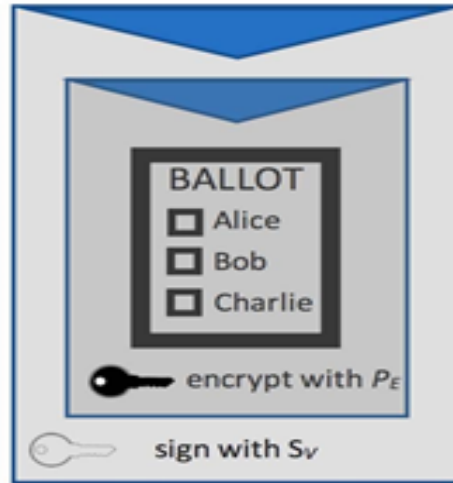 BALLOT
Alice
Bob
Charlie
encrypt with PE
sign with Sv